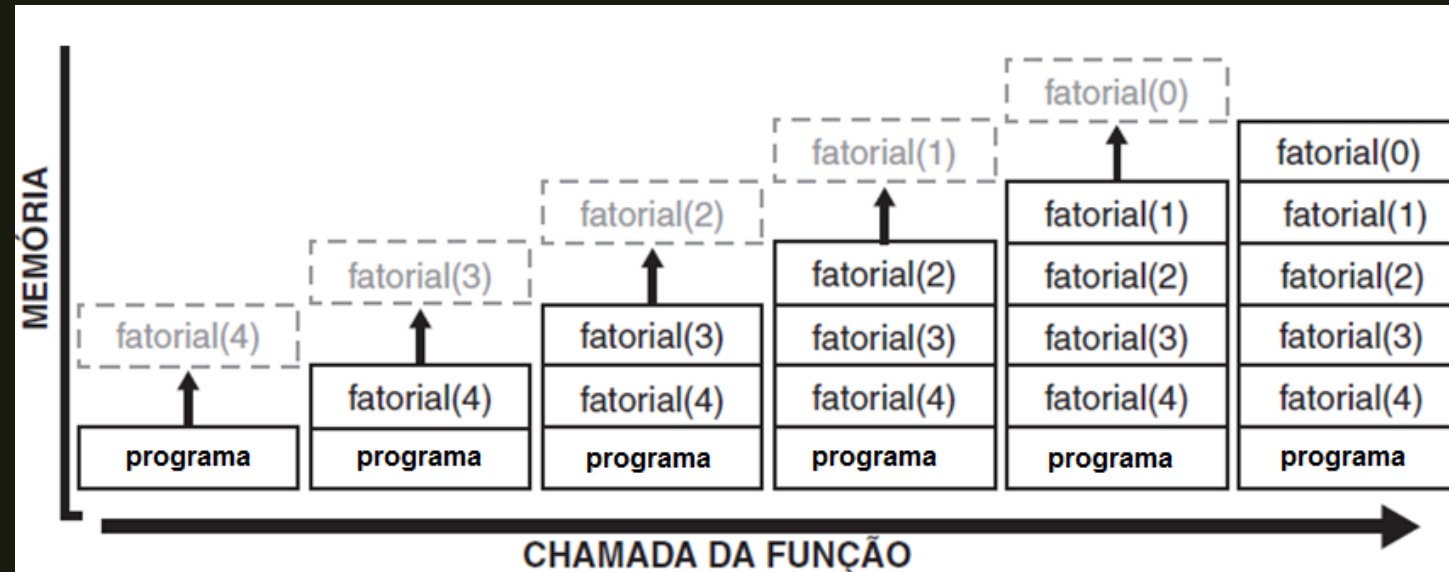 MEMÓRIA
fatorial(4)
programa
fatorial(3)
fatorial(4)
programa
fatorial(2)
fatorial(3)
fatorial(4)
programa
fatorial(1)
fatorial(2)
fatorial(3)
fatorial(4)
programa
fatorial(0)
fatorial(1)
fatorial(2)
fatorial(3)
fatorial(4)
programa
fatorial(0)
fatorial(1)
fatorial(2)
fatorial(3)
fatorial(4)
programa
CHAMADA DA FUNÇÃO